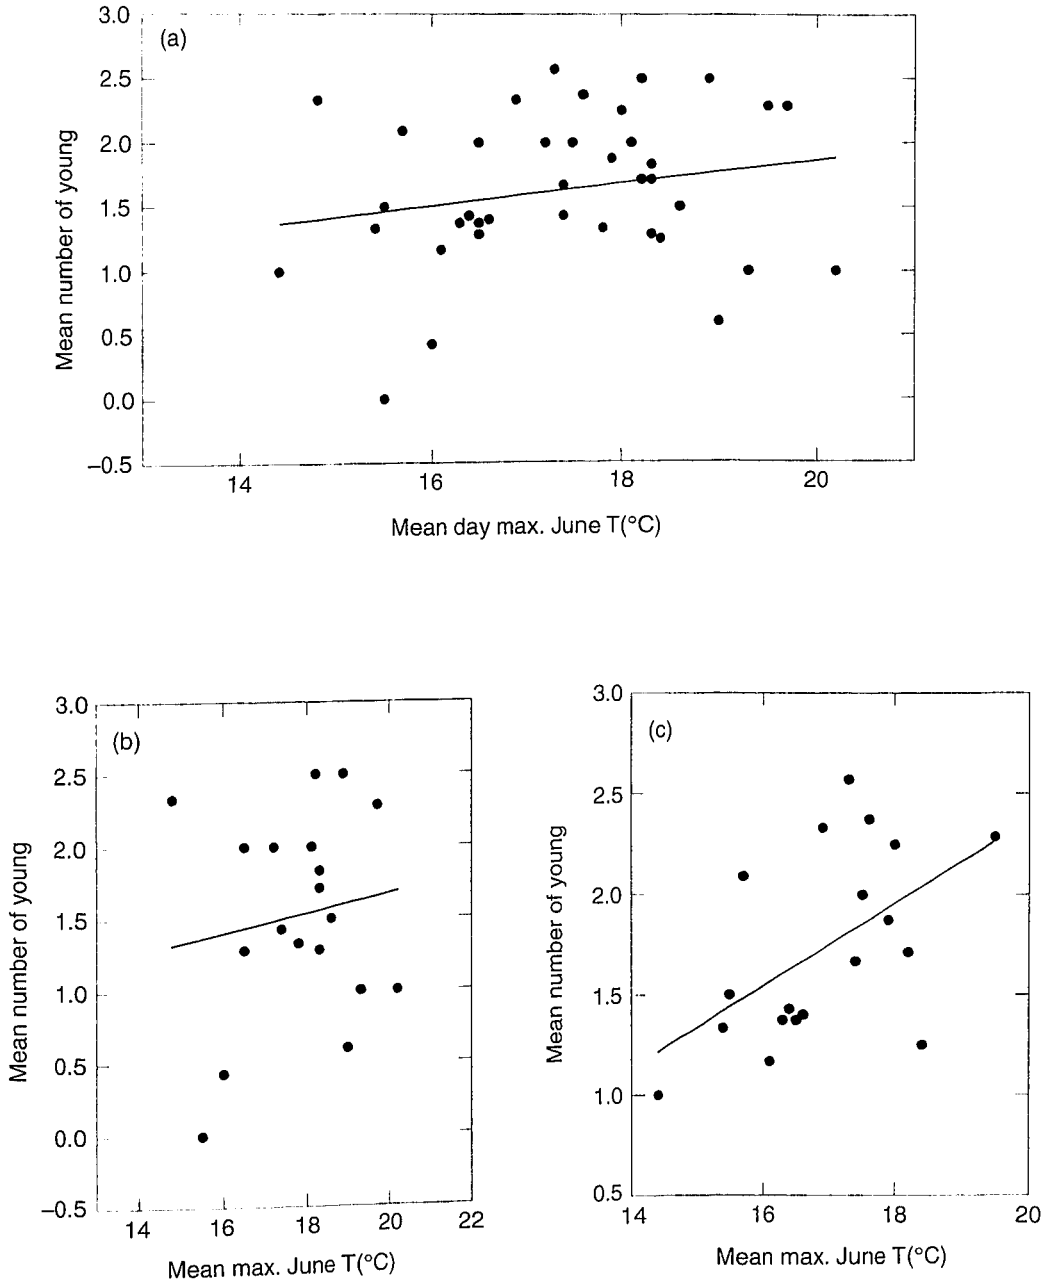 (a)
3.0
2.5
2.0
1.5
1.0
0.5
0.0
–0.5
Mean number of young
14 16 18 20
Mean day max. June T(°C)
(b)
3.0
2.5
2.0
1.5
1.0
0.5
0.0
–0.5
Mean number of young
14 16 18 20 22
Mean max. June T(°C)
(c)
3.0
2.5
2.0
1.5
1.0
0.5
Mean number of young
14 16 18 20
Mean max. June T(°C)